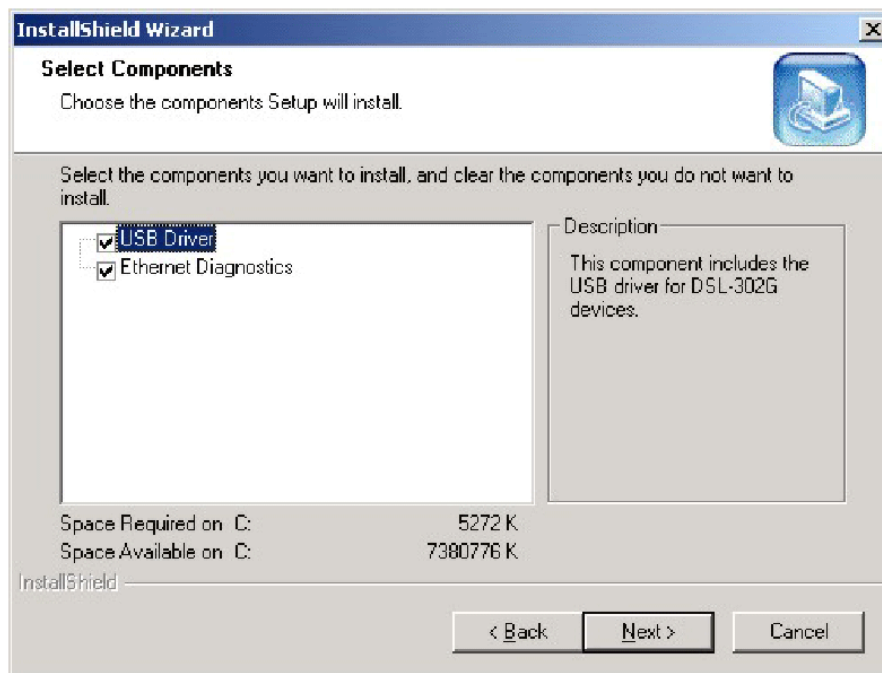 InstallShield Wizard
Select Components
Choose the components Setup will install.
Select the components you want to install, and clear the components you do not want to
install.
USB Driver
Ethernet Diagnostics
Description
This component includes the
USB driver for DSL-302G
devices.
Space Required on C: 5272 K
Space Available on C: 7380776 K
InstallShield
< Back Next > Cancel